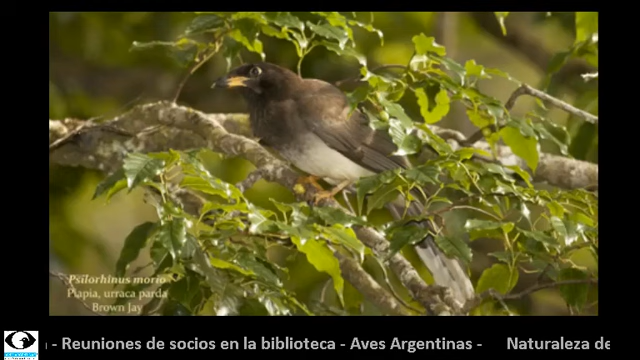 Psilorhinus morio
Piapia, urraca parda
Brown Jay
- Reuniones de socios en la biblioteca - Aves Argentinas - Naturaleza de